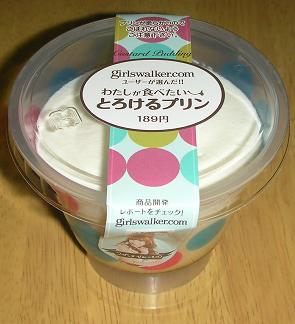 Custard Pudding
girlswalker.com
ユーザーが選んだ!!
わたしが食べたい
とろけるプリン
189円
商品開発
レポートをチェック!
girlswalker.com